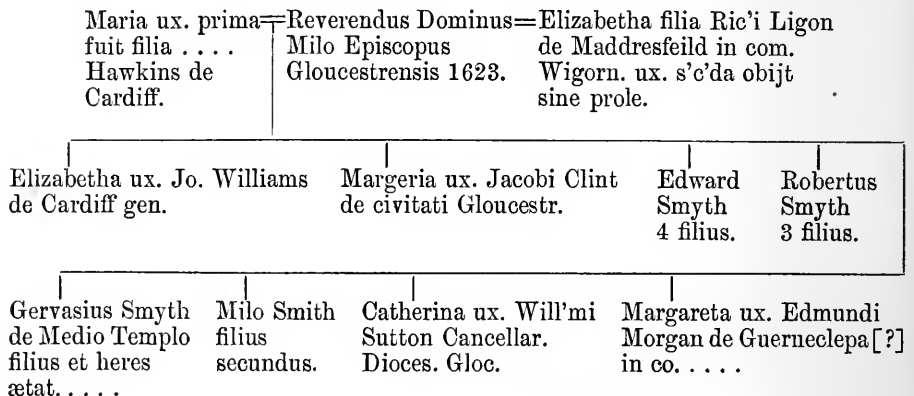 Maria ux. prima
fuit filia . . . .
Hawkins de
Cardiff.
=Reverendus Dominus=
Milo Episcopus
Gloucestrensis 1623.
Elizabetha filia Ric'i Ligon
de Maddresfeild in com.
Wigorn. ux. s'c'da obijt
sine prole.
Elizabetha ux. Jo. Williams
de Cardiff gen.
Margeria ux. Jacobi Clint
de civitati Gloucestr.
Edward
Smyth
4 filius.
Robertus
Smyth
3 filius.
Gervasius Smyth
de Medio Templo
filius et heres
ætat. . . . .
Milo Smith
filius
secundus.
Catherina ux. Will'mi
Sutton Cancellar.
Dioces. Gloc.
Margareta ux. Edmundi
Morgan de Guerneclepa[?]
in co. . . . .